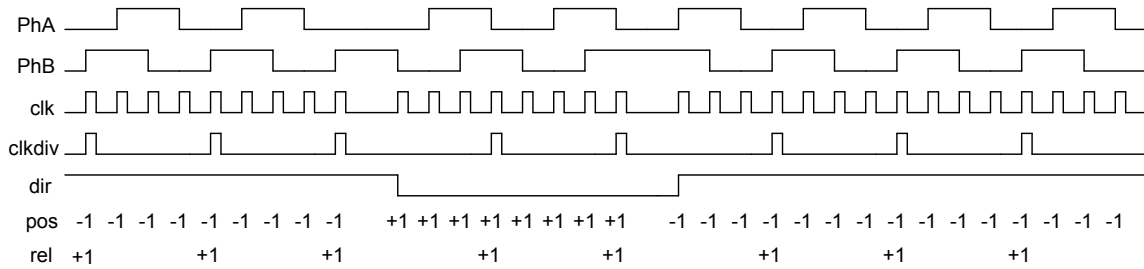 PhA
PhB
clk
clkdiv
dir
pos -1 -1 -1 -1 -1 -1 -1 -1 -1 +1 +1 +1 +1 +1 +1 +1 +1 -1 -1 -1 -1 -1 -1 -1 -1 -1 -1 -1 -1 -1 -1 -1
rel +1 +1 +1 +1 +1 +1 +1 +1